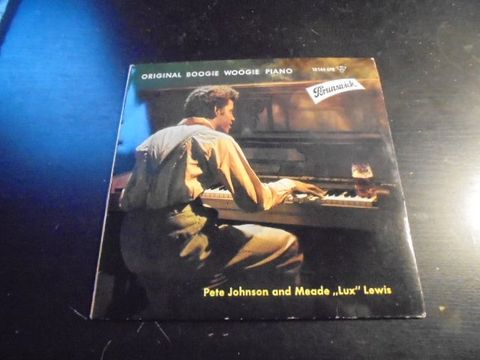 ORIGINAL BOOGIE WOOGIE PIANO
Brunswick
Pete Johnson and Meade „Lux" Lewis